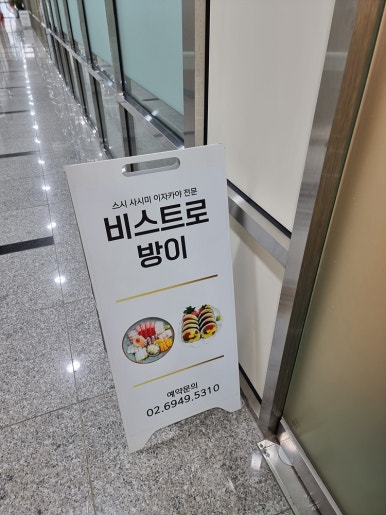 스시 사시미 이자카야 전문
비스트로
방이
예약문의
02.6949.5310